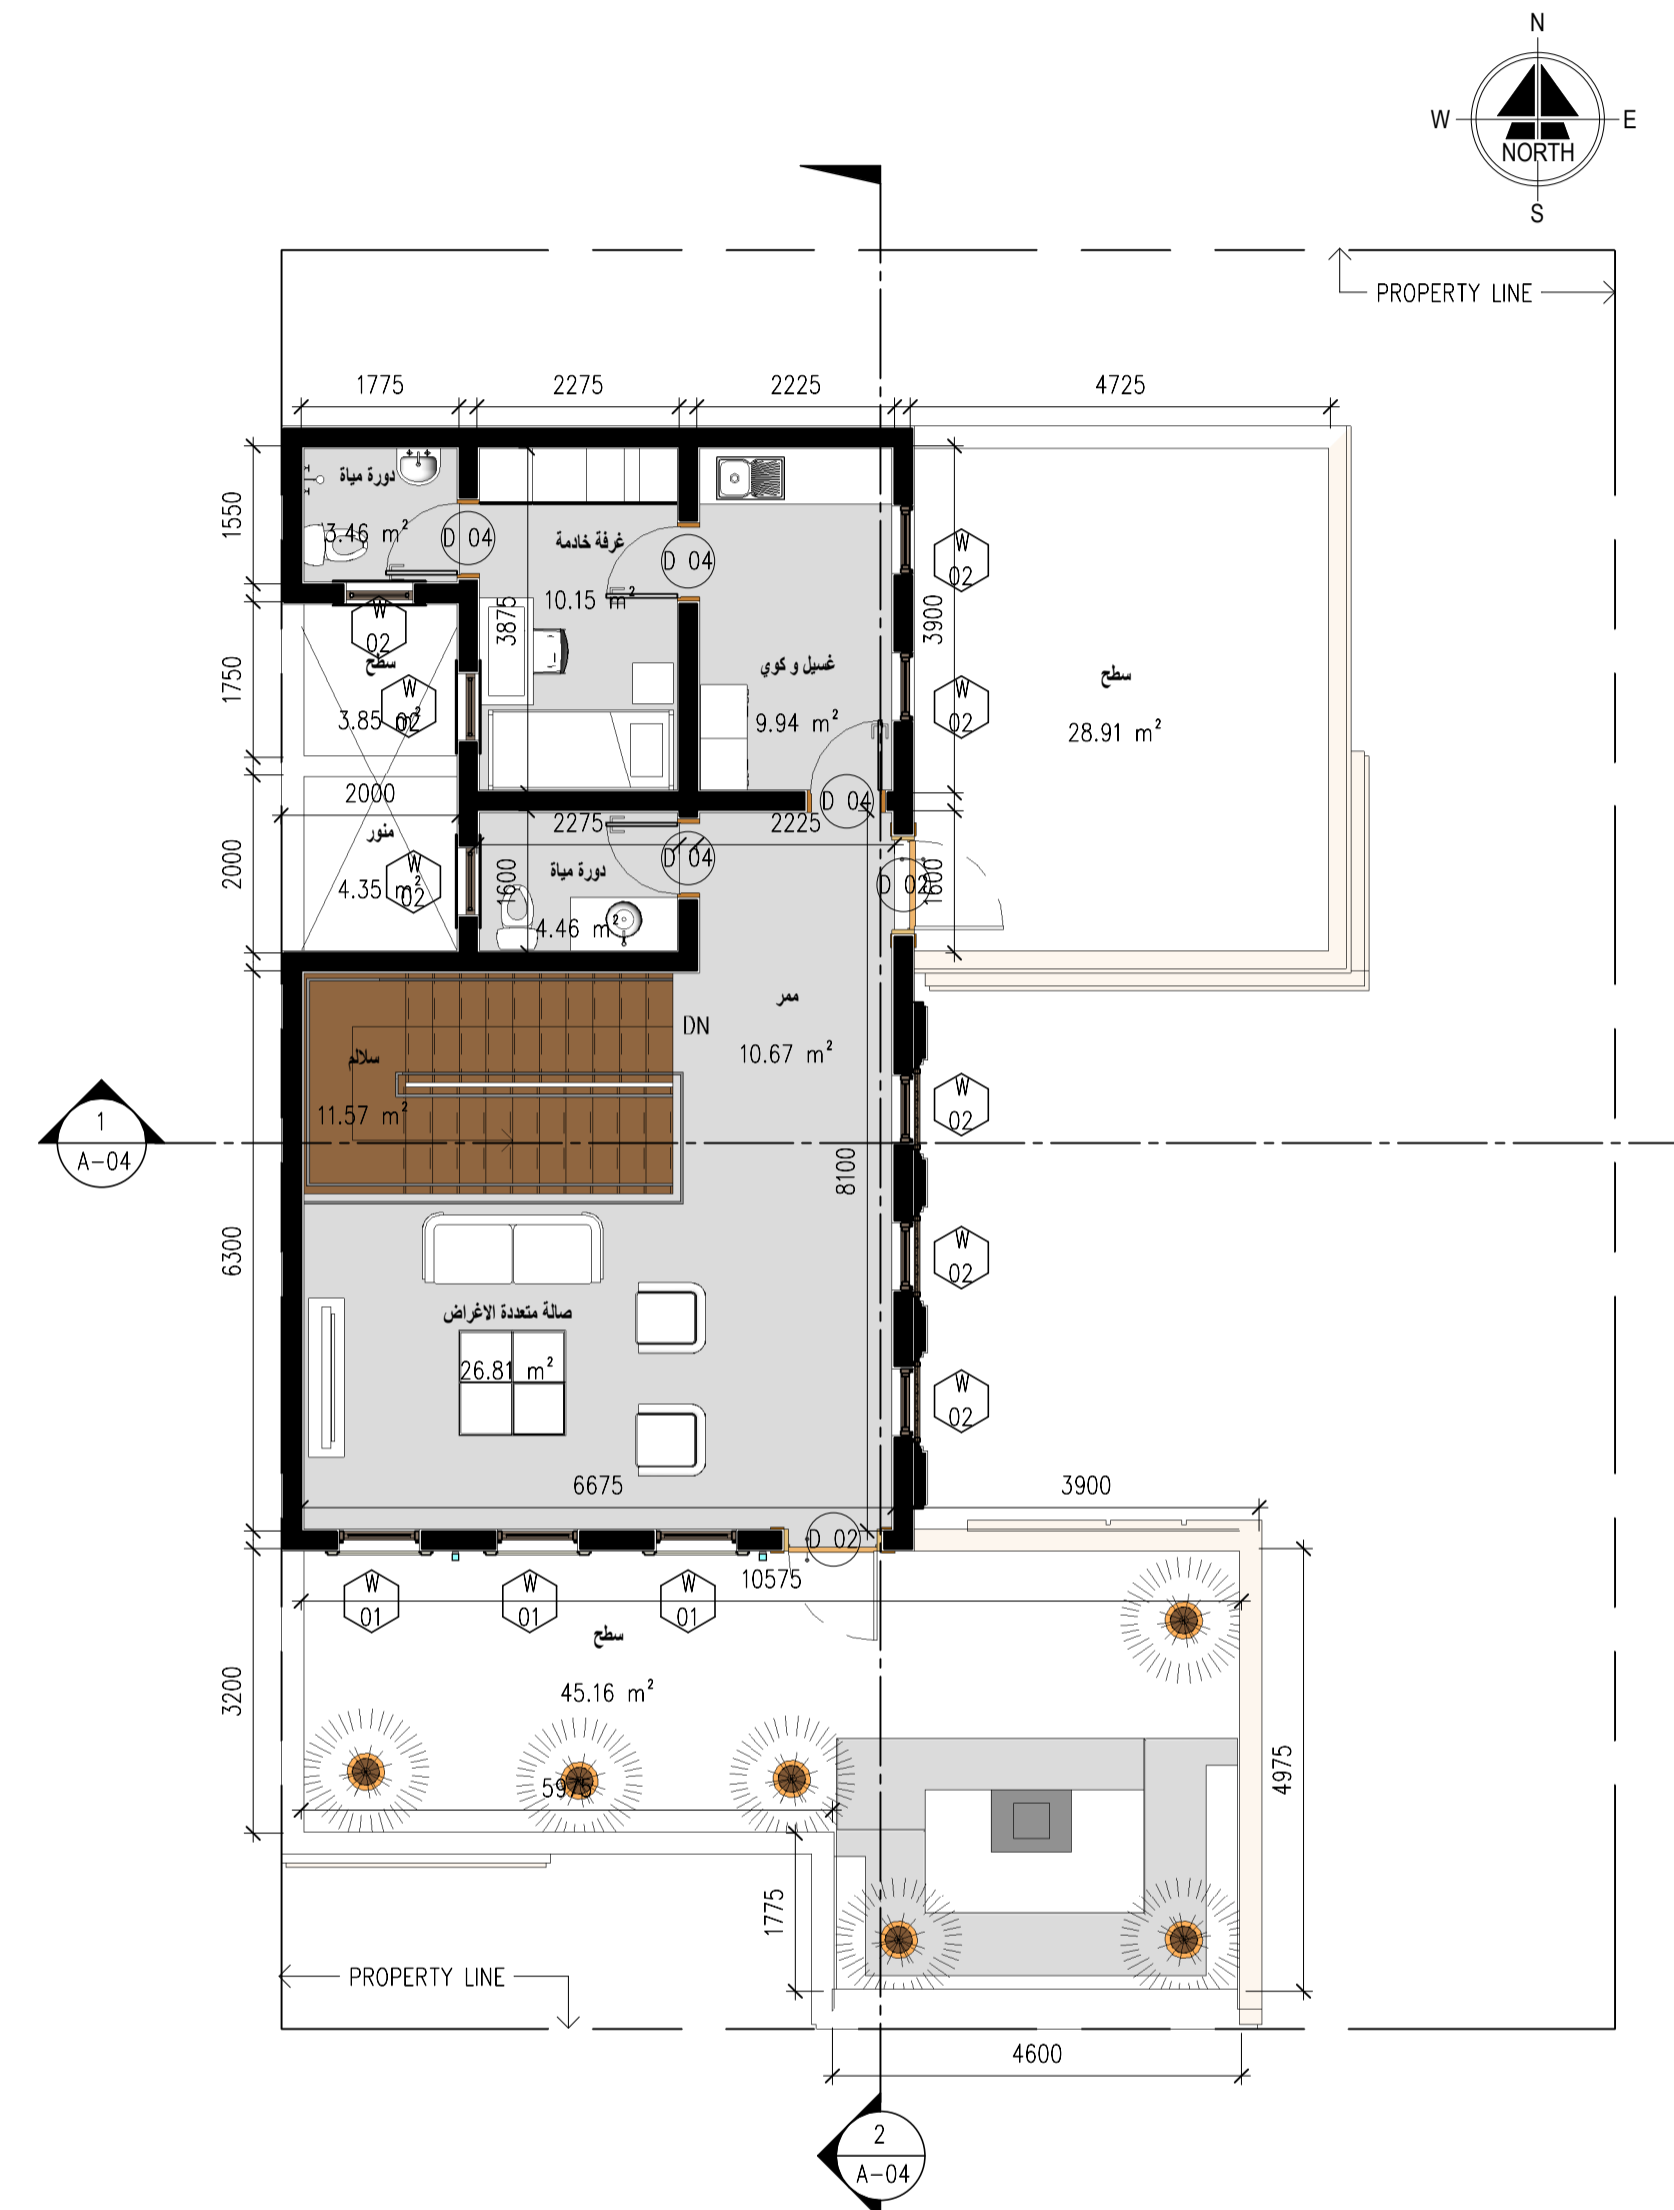 N
W
E
NORTH
S
PROPERTY LINE
1775
2275
2225
4725
دورة مياة
3.46 m²
D 04
غرفة خادمة
10.15 m²
D 04
W
02
1550
3875
3900
W
02
سطح
3.85 m²
W
02
غسيل و كوي
9.94 m²
W
02
سطح
28.91 m²
1750
2000
D 04
منور
4.35 m²
W
02
2000
2275
2225
دورة مياة
4.46 m²
D 04
1600
D 02
1600
ممر
10.67 m²
DN
سلالم
11.57 m²
1
A-04
W
02
8100
6300
W
02
صالة متعددة الاغراض
26.81 m²
W
02
6675
3900
D 02
10575
W
01
W
01
W
01
سطح
45.16 m²
3200
5975
4975
1775
PROPERTY LINE
4600
2
A-04